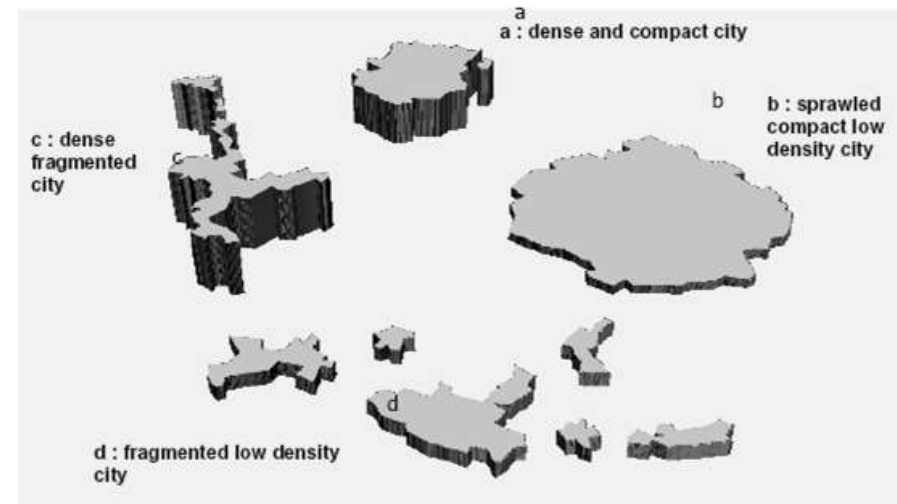 a
a : dense and compact city
b
b : sprawled
compact low
density city
c : dense
fragmented
city
c
d
d : fragmented low density
city